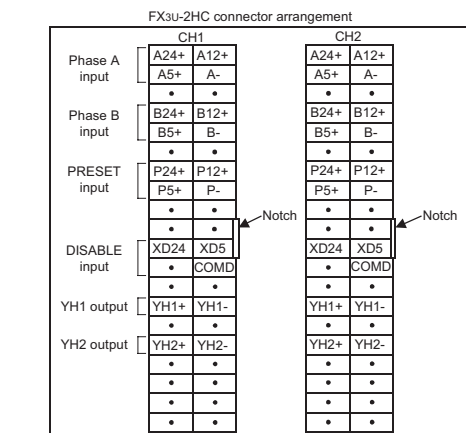 FX3U-2HC connector arrangement
CH1 CH2
Phase A input A24+ A12+ A24+ A12+
A5+ A- A5+ A-
• • • •
Phase B input B24+ B12+ B24+ B12+
B5+ B- B5+ B-
• • • •
PRESET input P24+ P12+ P24+ P12+
P5+ P- P5+ P-
• • • •
Notch Notch
• • • •
DISABLE input XD24 XD5 XD24 XD5
• COMD • COMD
• • • •
YH1 output YH1+ YH1- YH1+ YH1-
• • • •
YH2 output YH2+ YH2- YH2+ YH2-
• • • •
• • • •
• • • •
• • • •